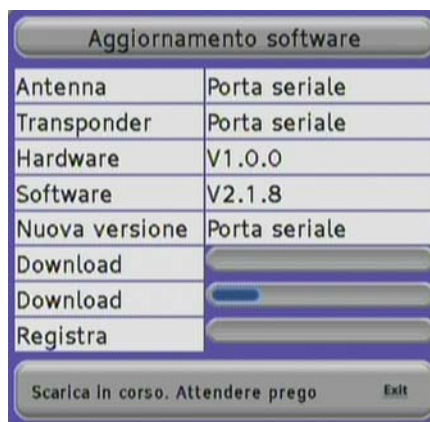 Aggiornamento software
Antenna Porta seriale
Transponder Porta seriale
Hardware V1.0.0
Software V2.1.8
Nuova versione Porta seriale
Download
Download
Registra
Scarica in corso. Attendere prego Exit